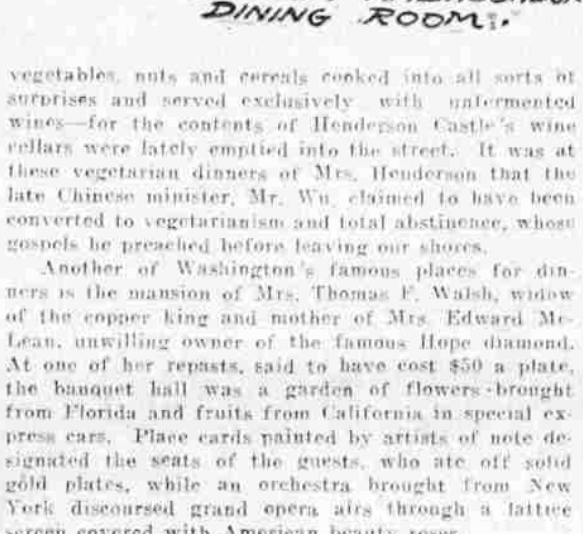 DINING ROOM.
vegetables, nuts and cereals cooked into all sorts of
surprises and served exclusively with unfermented
wines—for the contents of Henderson Castle's wine
cellars were lately emptied into the street. It was at
these vegetarian dinners of Mrs. Henderson that the
late Chinese minister, Mr. Wu, claimed to have been
converted to vegetarianism and total abstinence, whose
gospels he preached before leaving our shores.
Another of Washington's famous places for din-
ners is the mansion of Mrs. Thomas F. Walsh, widow
of the copper king and mother of Mrs. Edward Mc-
Lean, unwilling owner of the famous Hope diamond.
At one of her repasts, said to have cost $50 a plate,
the banquet hall was a garden of flowers brought
from Florida and fruits from California in special ex-
press cars. Place cards painted by artists of note de-
signated the seats of the guests, who ate off solid
gold plates, while an orchestra brought from New
York discoursed grand opera airs through a lattice
screen covered with American beauty roses.